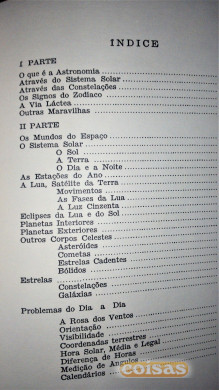 INDICE
I PARTE
O que é a Astronomia
Através do Sistema Solar
Através das Constelações
Os Signos do Zodíaco
A Via Láctea
Outras Maravilhas
II PARTE
Os Mundos do Espaço
O Sistema Solar
O Sol
A Terra
O Dia e a Noite
As Estações do Ano
A Lua, Satélite da Terra
Movimentos
As Fases da Lua
A Luz Cinzenta
Eclipses da Lua e do Sol
Planetas Interiores
Planetas Exteriores
Outros Corpos Celestes
Asteróides
Cometas
Estrelas Cadentes
Bólidos
Estrelas
Constelações
Galáxias
Problemas do Dia a Dia
A Rosa dos Ventos
Orientação
Visibilidade
Coordenadas terrestres
Hora Solar, Média e Legal
Diferença de Horas
Medição de Ângulos
Calendários
coisas